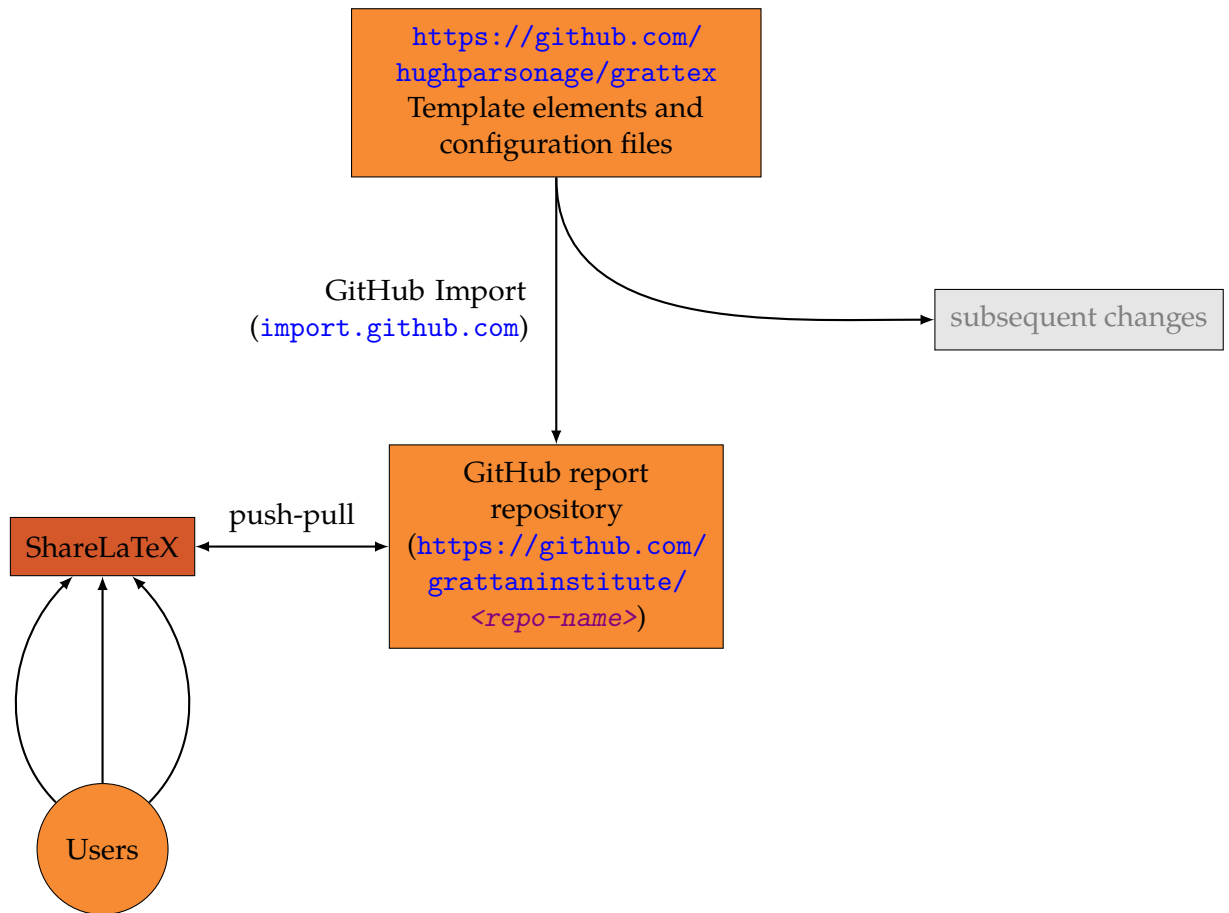 https://github.com/
hughparsonage/grattex
Template elements and
configuration files
GitHub Import
(import.github.com)
subsequent changes
GitHub report
repository
(https://github.com/
grattaninstitute/
<repo-name>)
push-pull
ShareLaTeX
Users